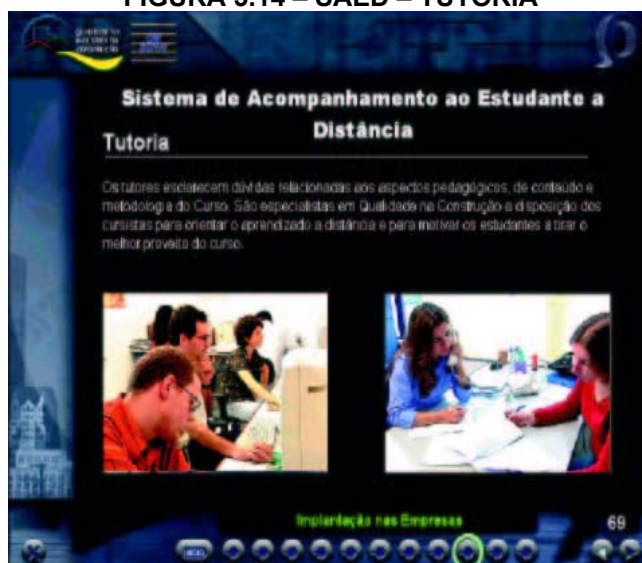 FIGURA 5.14 – SAED – TUTORIA
Sistema de Acompanhamento ao Estudante a
Distância
Tutoria
Os tutores esclarecem dúvidas relacionadas aos aspectos pedagógicos, de conteúdo e
metodologia do Curso. São especialistas em Qualidade na Construção a disposição dos
cursistas para orientar o aprendizado a distância e para motivar os estudantes a tirar o
melhor proveito do curso.
Implantação nas Empresas
69